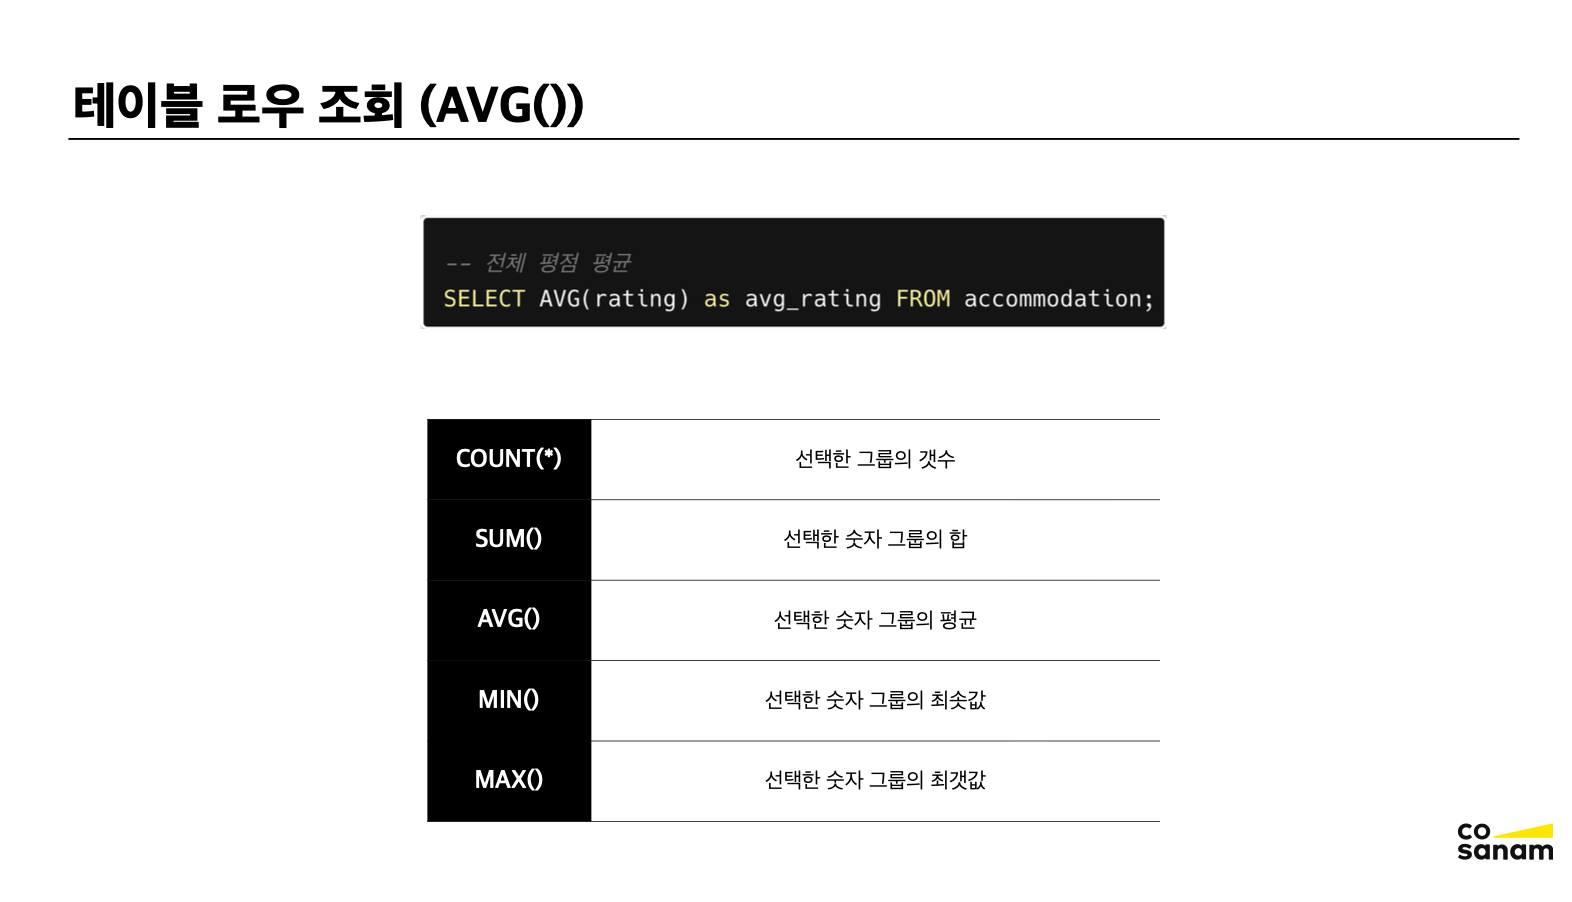 테이블 로우 조회 (AVG())
-- 전체 평점 평균
SELECT AVG(rating) as avg_rating FROM accommodation;
COUNT(*) 선택한 그룹의 갯수
SUM() 선택한 숫자 그룹의 합
AVG() 선택한 숫자 그룹의 평균
MIN() 선택한 숫자 그룹의 최솟값
MAX() 선택한 숫자 그룹의 최갯값
co
sanam